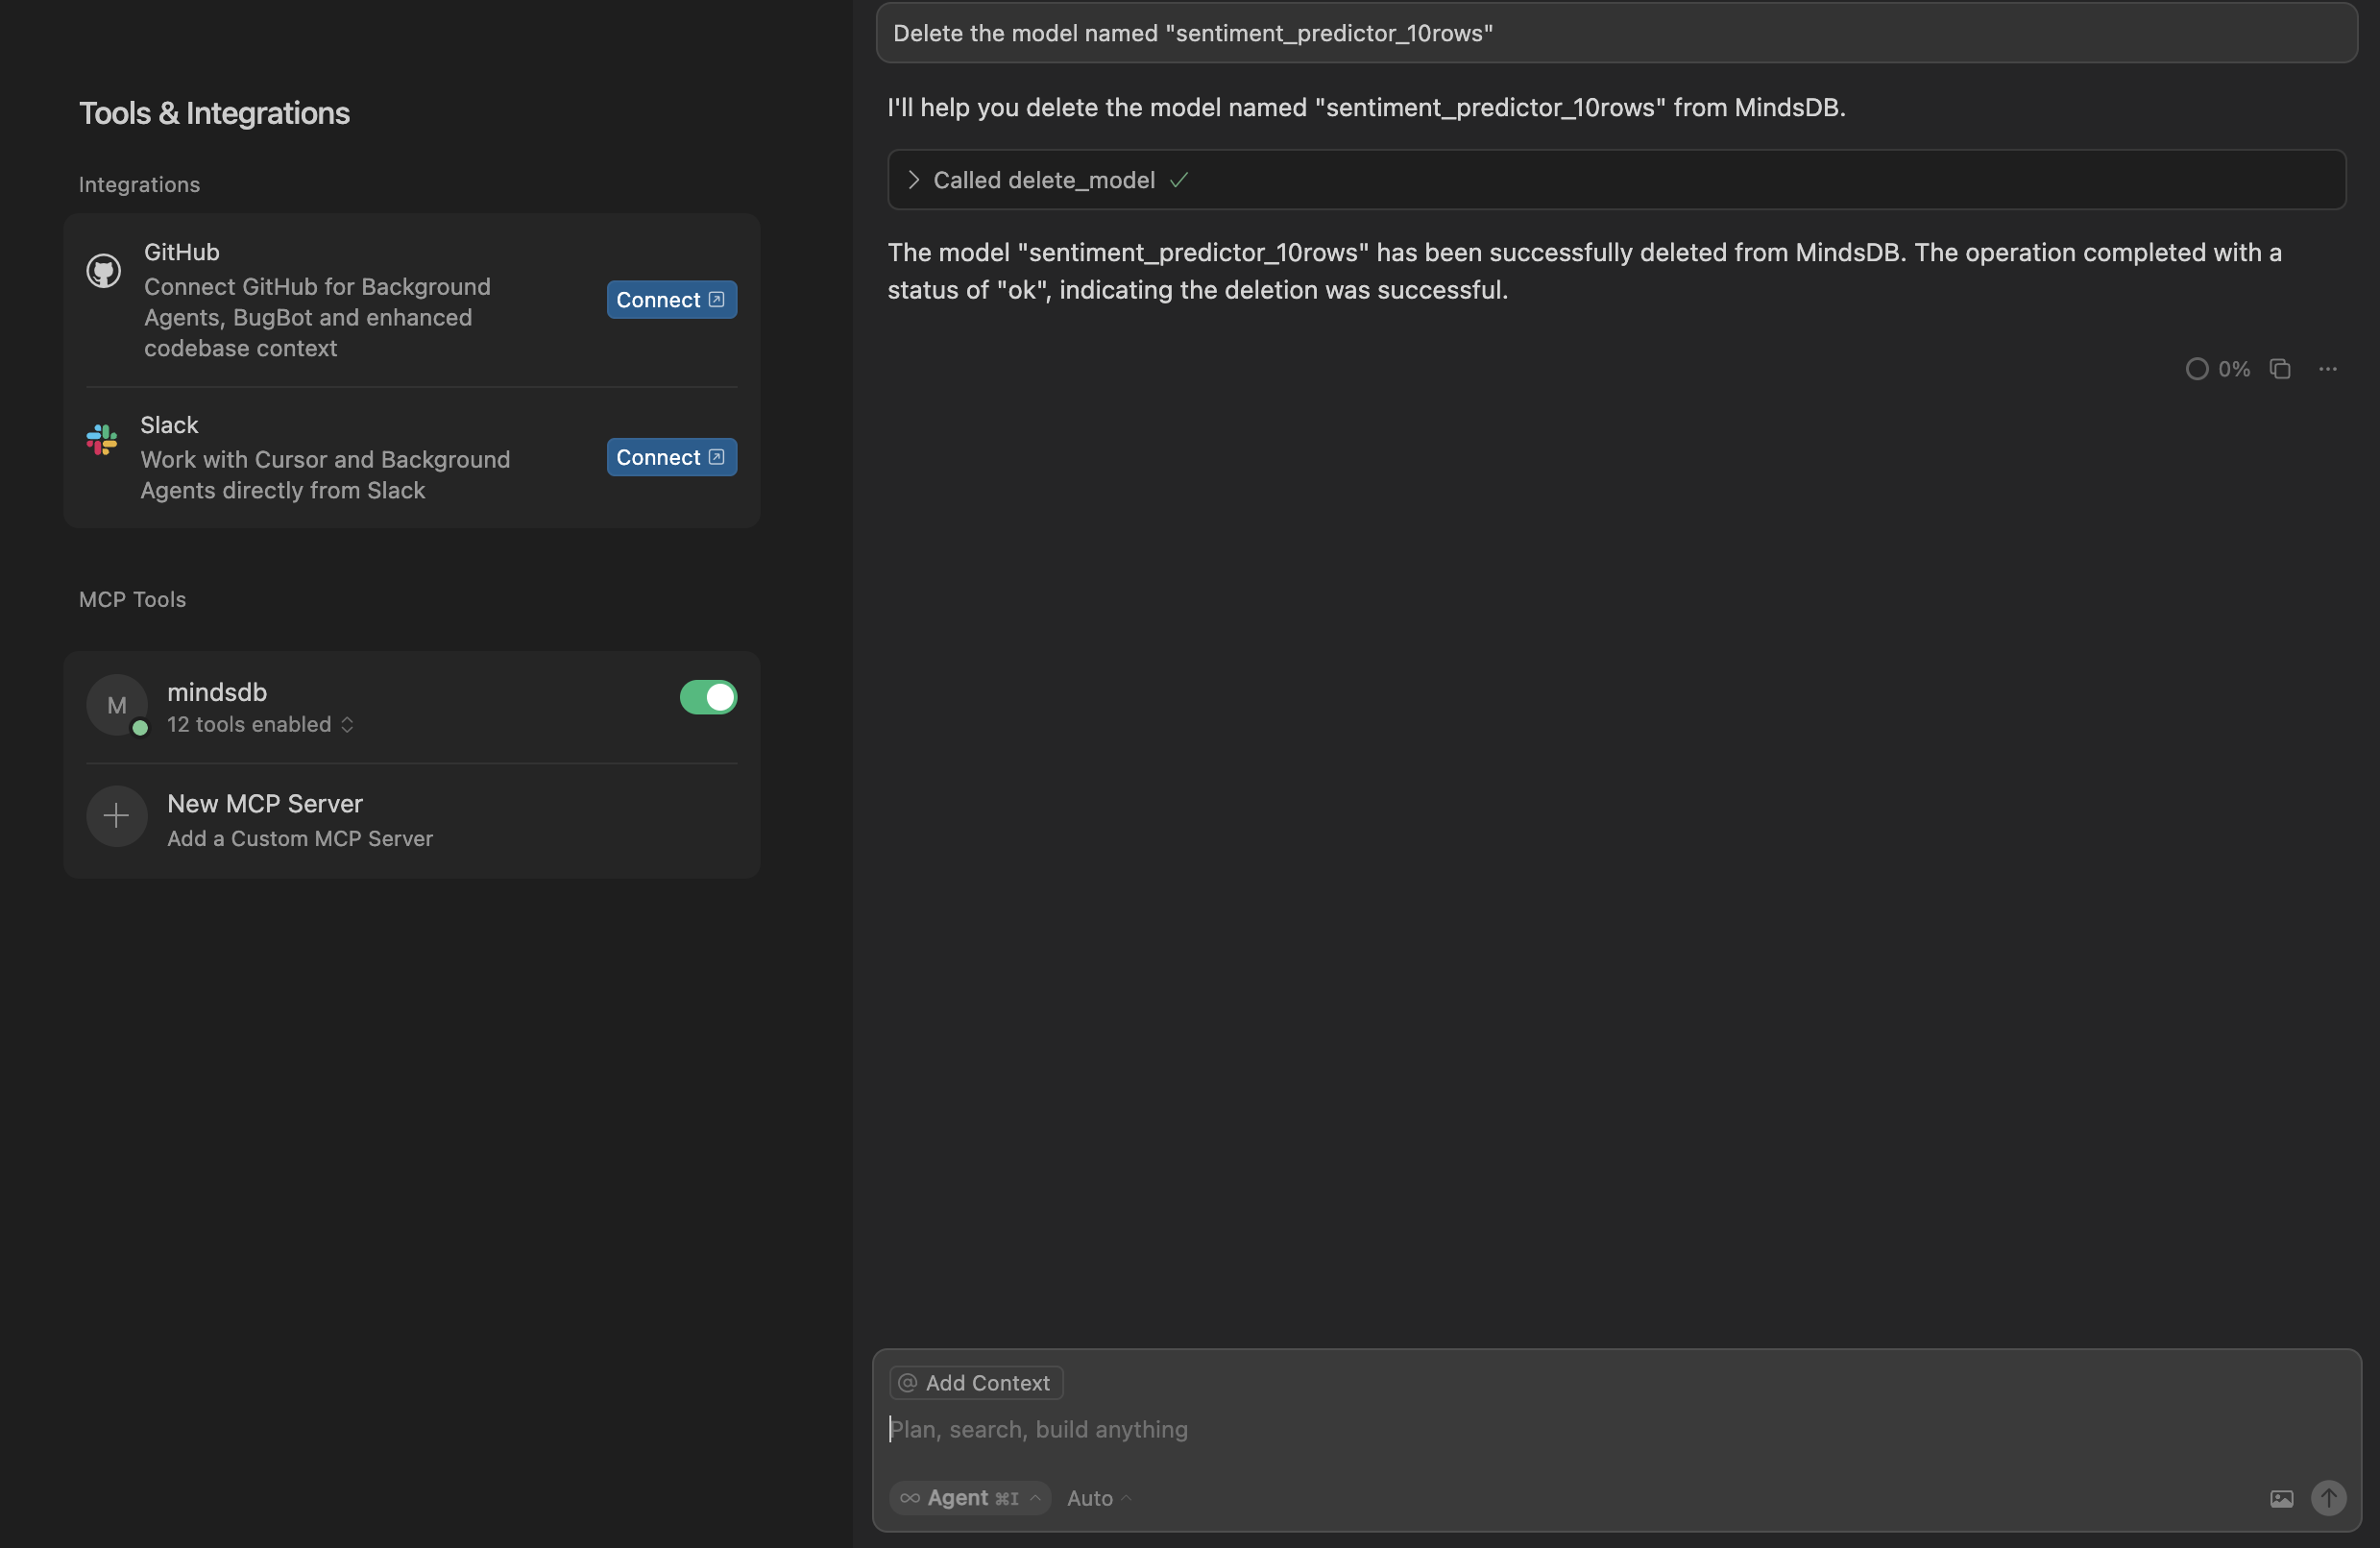 Tools & Integrations
Integrations
GitHub
Connect GitHub for Background
Agents, BugBot and enhanced
codebase context
Connect
Slack
Work with Cursor and Background
Agents directly from Slack
Connect
MCP Tools
M
mindsdb
12 tools enabled
New MCP Server
Add a Custom MCP Server
Delete the model named "sentiment_predictor_10rows"
I'll help you delete the model named "sentiment_predictor_10rows" from MindsDB.
Called delete_model
The model "sentiment_predictor_10rows" has been successfully deleted from MindsDB. The operation completed with a
status of "ok", indicating the deletion was successful.
0%
@ Add Context
Plan, search, build anything
Agent ⌘I
Auto